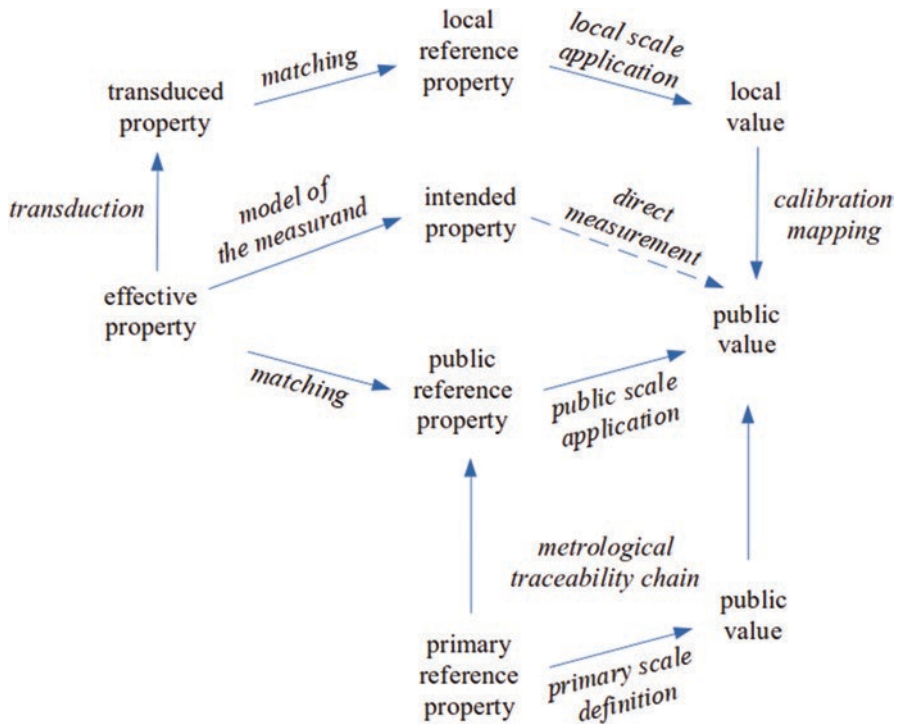 local
reference
property
local scale
application
matching
transduced
property
local
value
transduction
model of
the measurand
intended
property
direct
measurement
calibration
mapping
effective
property
public
value
matching
public
reference
property
public scale
application
metrological
traceability chain
public
value
primary
reference
property
primary scale
definition